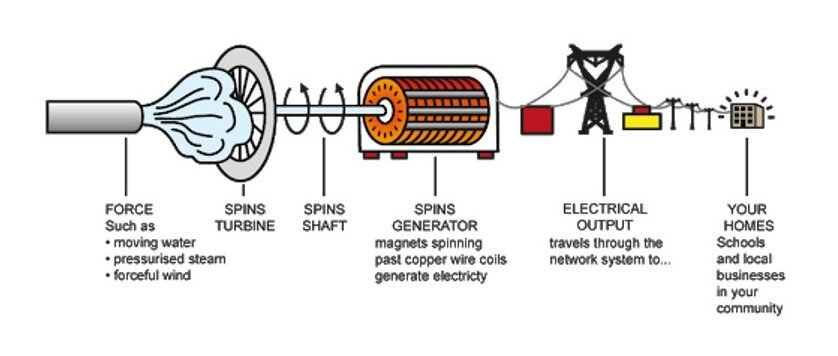 FORCE
Such as
• moving water
• pressurised steam
• forceful wind
SPINS
TURBINE
SPINS
SHAFT
SPINS
GENERATOR
magnets spinning
past copper wire coils
generate electricty
ELECTRICAL
OUTPUT
travels through the
network system to...
YOUR
HOMES
Schools
and local
businesses
in your
community